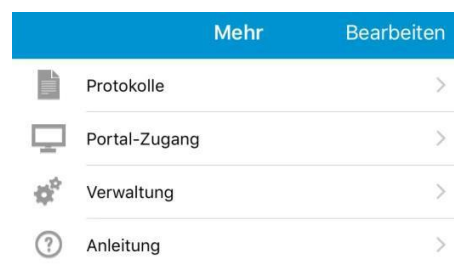 Mehr Bearbeiten
Protokolle
Portal-Zugang
Verwaltung
Anleitung